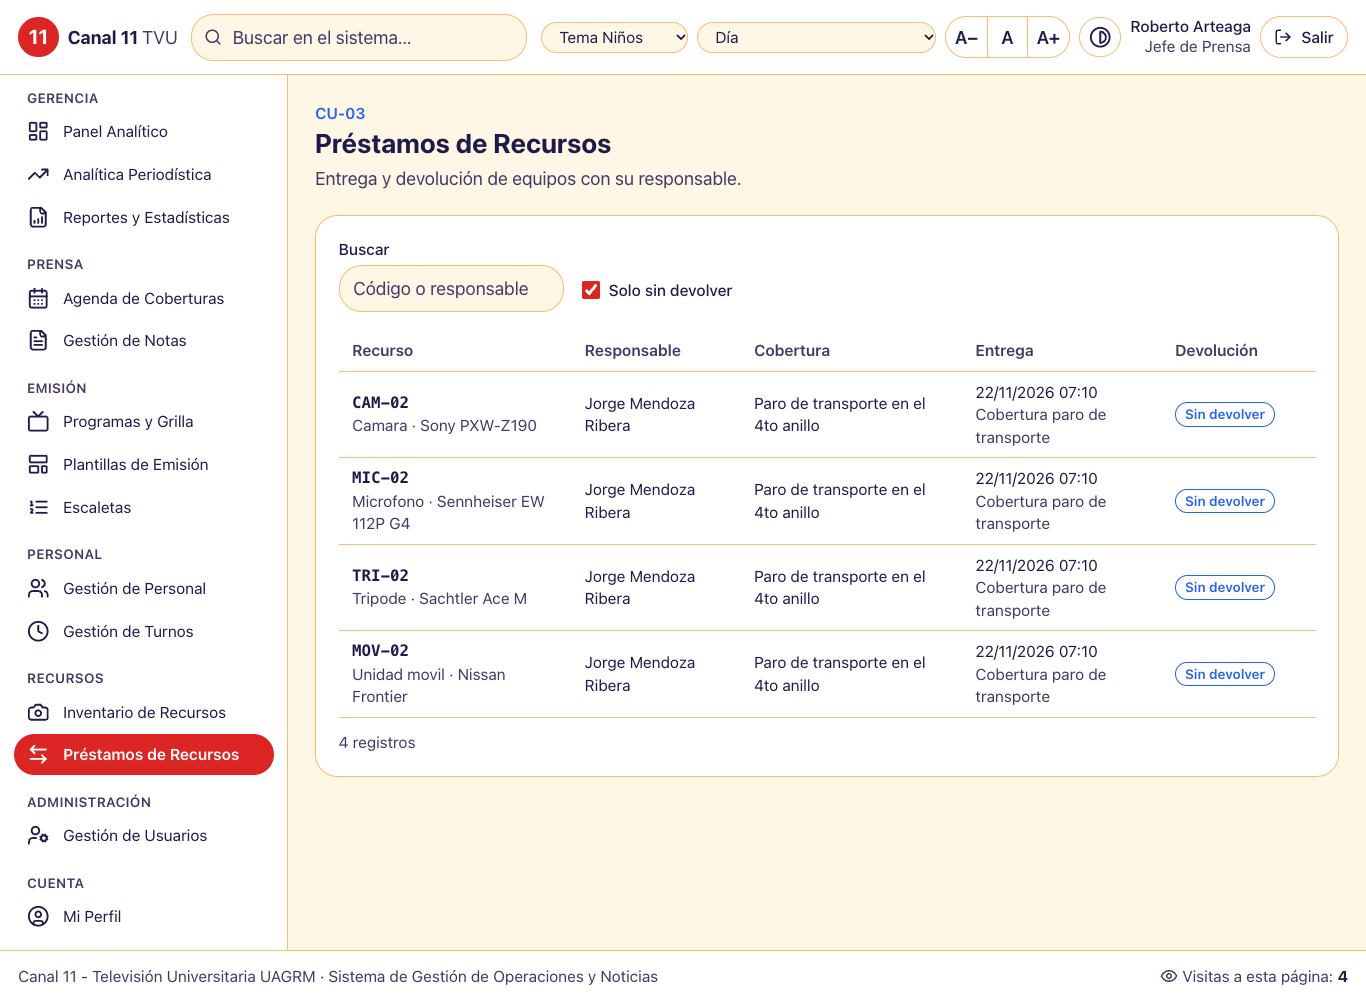 11 Canal 11 TVU
Buscar en el sistema...
Tema Niños
Día
A− A A+
Roberto Arteaga
Jefe de Prensa
Salir
GERENCIA
Panel Analítico
Analítica Periodística
Reportes y Estadísticas
PRENSA
Agenda de Coberturas
Gestión de Notas
EMISIÓN
Programas y Grilla
Plantillas de Emisión
Escaletas
PERSONAL
Gestión de Personal
Gestión de Turnos
RECURSOS
Inventario de Recursos
Préstamos de Recursos
ADMINISTRACIÓN
Gestión de Usuarios
CUENTA
Mi Perfil
CU-03
Préstamos de Recursos
Entrega y devolución de equipos con su responsable.
Buscar
Código o responsable
Solo sin devolver
Recurso Responsable Cobertura Entrega Devolución
CAM-02
Camara · Sony PXW-Z190
Jorge Mendoza
Ribera
Paro de transporte en el
4to anillo
22/11/2026 07:10
Cobertura paro de
transporte
Sin devolver
MIC-02
Microfono · Sennheiser EW
112P G4
Jorge Mendoza
Ribera
Paro de transporte en el
4to anillo
22/11/2026 07:10
Cobertura paro de
transporte
Sin devolver
TRI-02
Tripode · Sachtler Ace M
Jorge Mendoza
Ribera
Paro de transporte en el
4to anillo
22/11/2026 07:10
Cobertura paro de
transporte
Sin devolver
MOV-02
Unidad movil · Nissan
Frontier
Jorge Mendoza
Ribera
Paro de transporte en el
4to anillo
22/11/2026 07:10
Cobertura paro de
transporte
Sin devolver
4 registros
Canal 11 - Televisión Universitaria UAGRM · Sistema de Gestión de Operaciones y Noticias
Visitas a esta página: 4